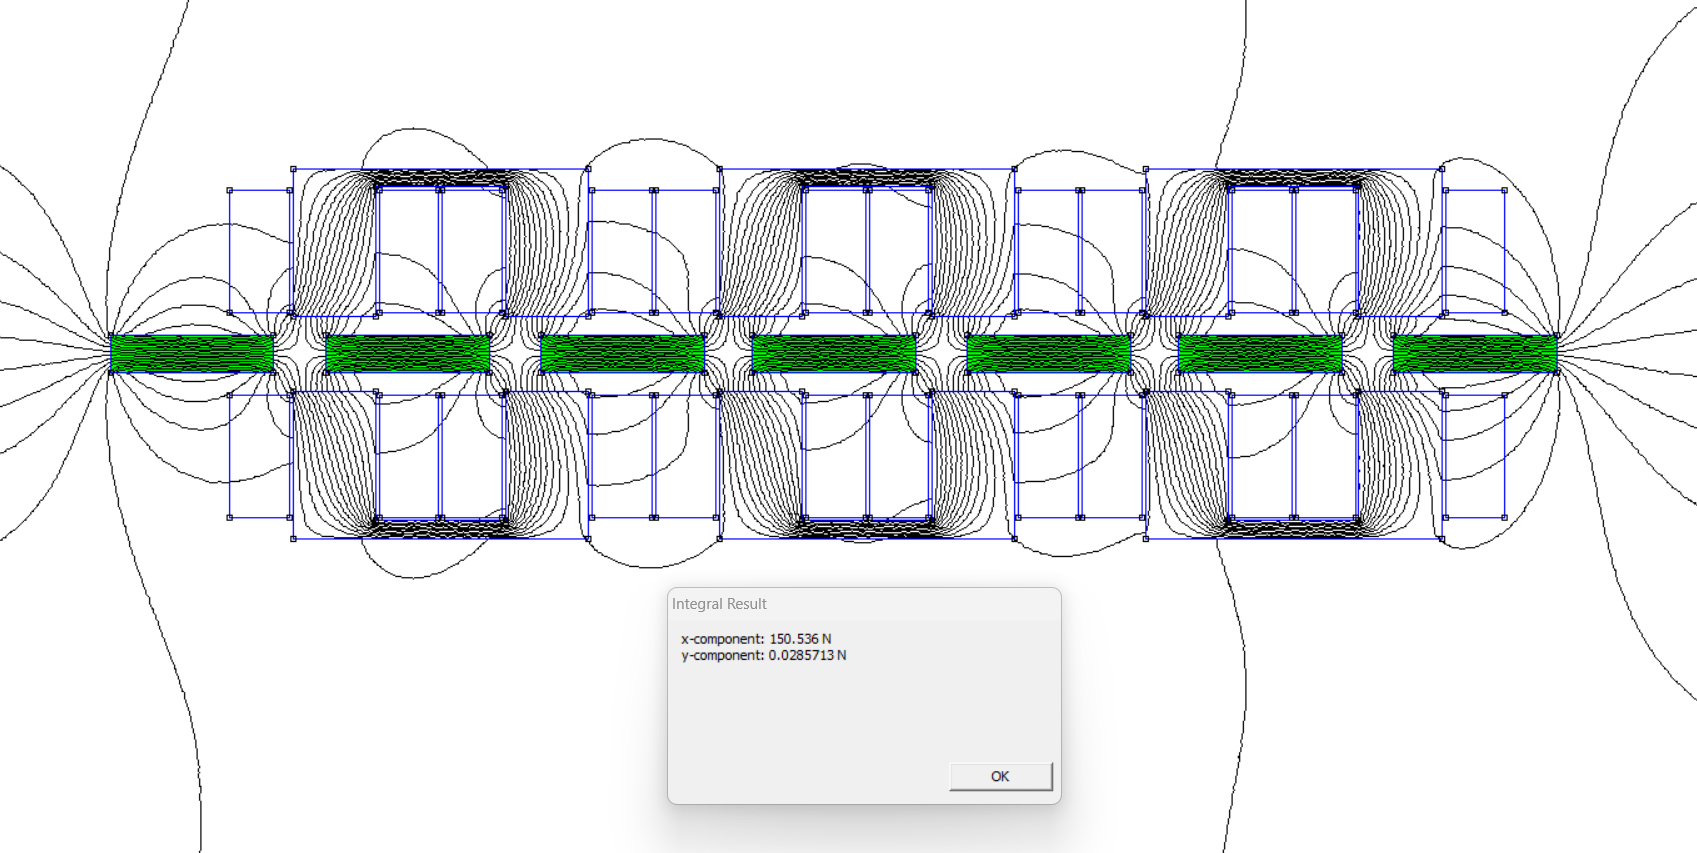 Integral Result
x-component: 150.536 N
y-component: 0.0285713 N
OK